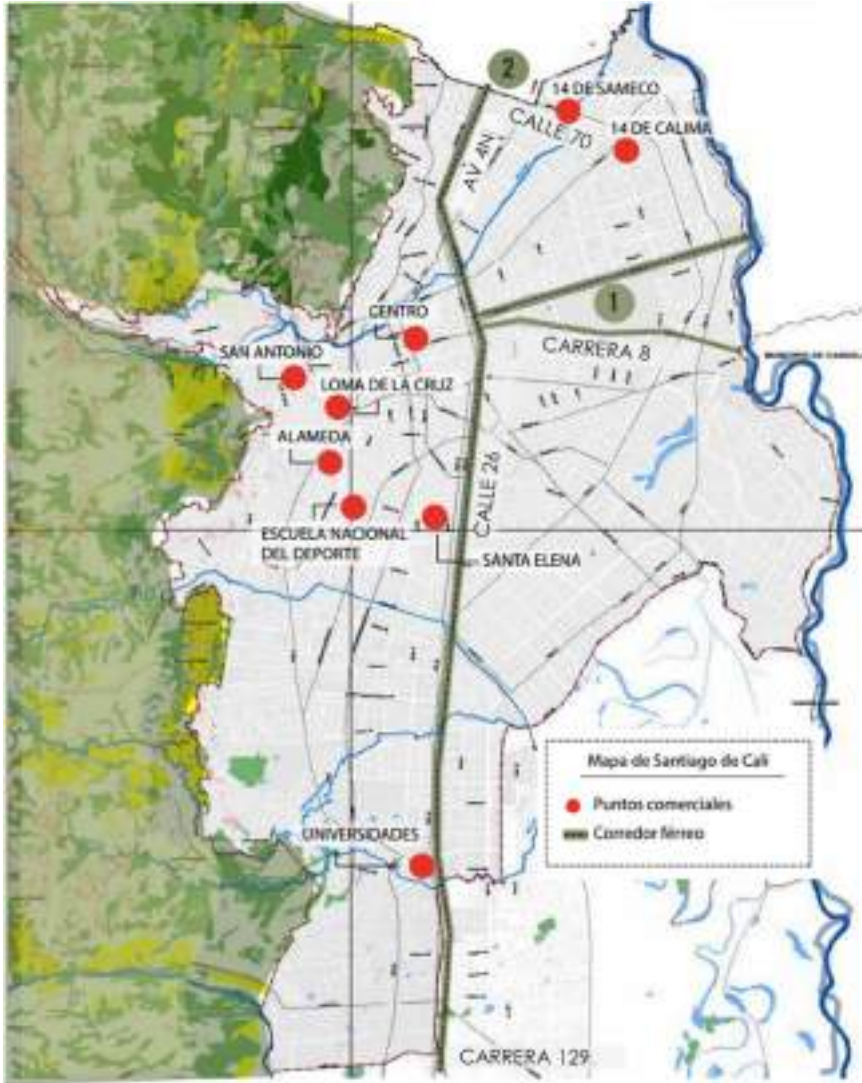 2
14 DE SAMECO
CALLE 70
14 DE CALIMA
AV 4N
1
CENTRO
CARRERA 8
SAN ANTONIO
LOMA DE LA CRUZ
ALAMEDA
CALLE 26
ESCUELA NACIONAL
DEL DEPORTE
SANTA ELENA
Mapa de Santiago de Cali
Puntos comerciales
Corredor férreo
UNIVERSIDADES
CARRERA 129